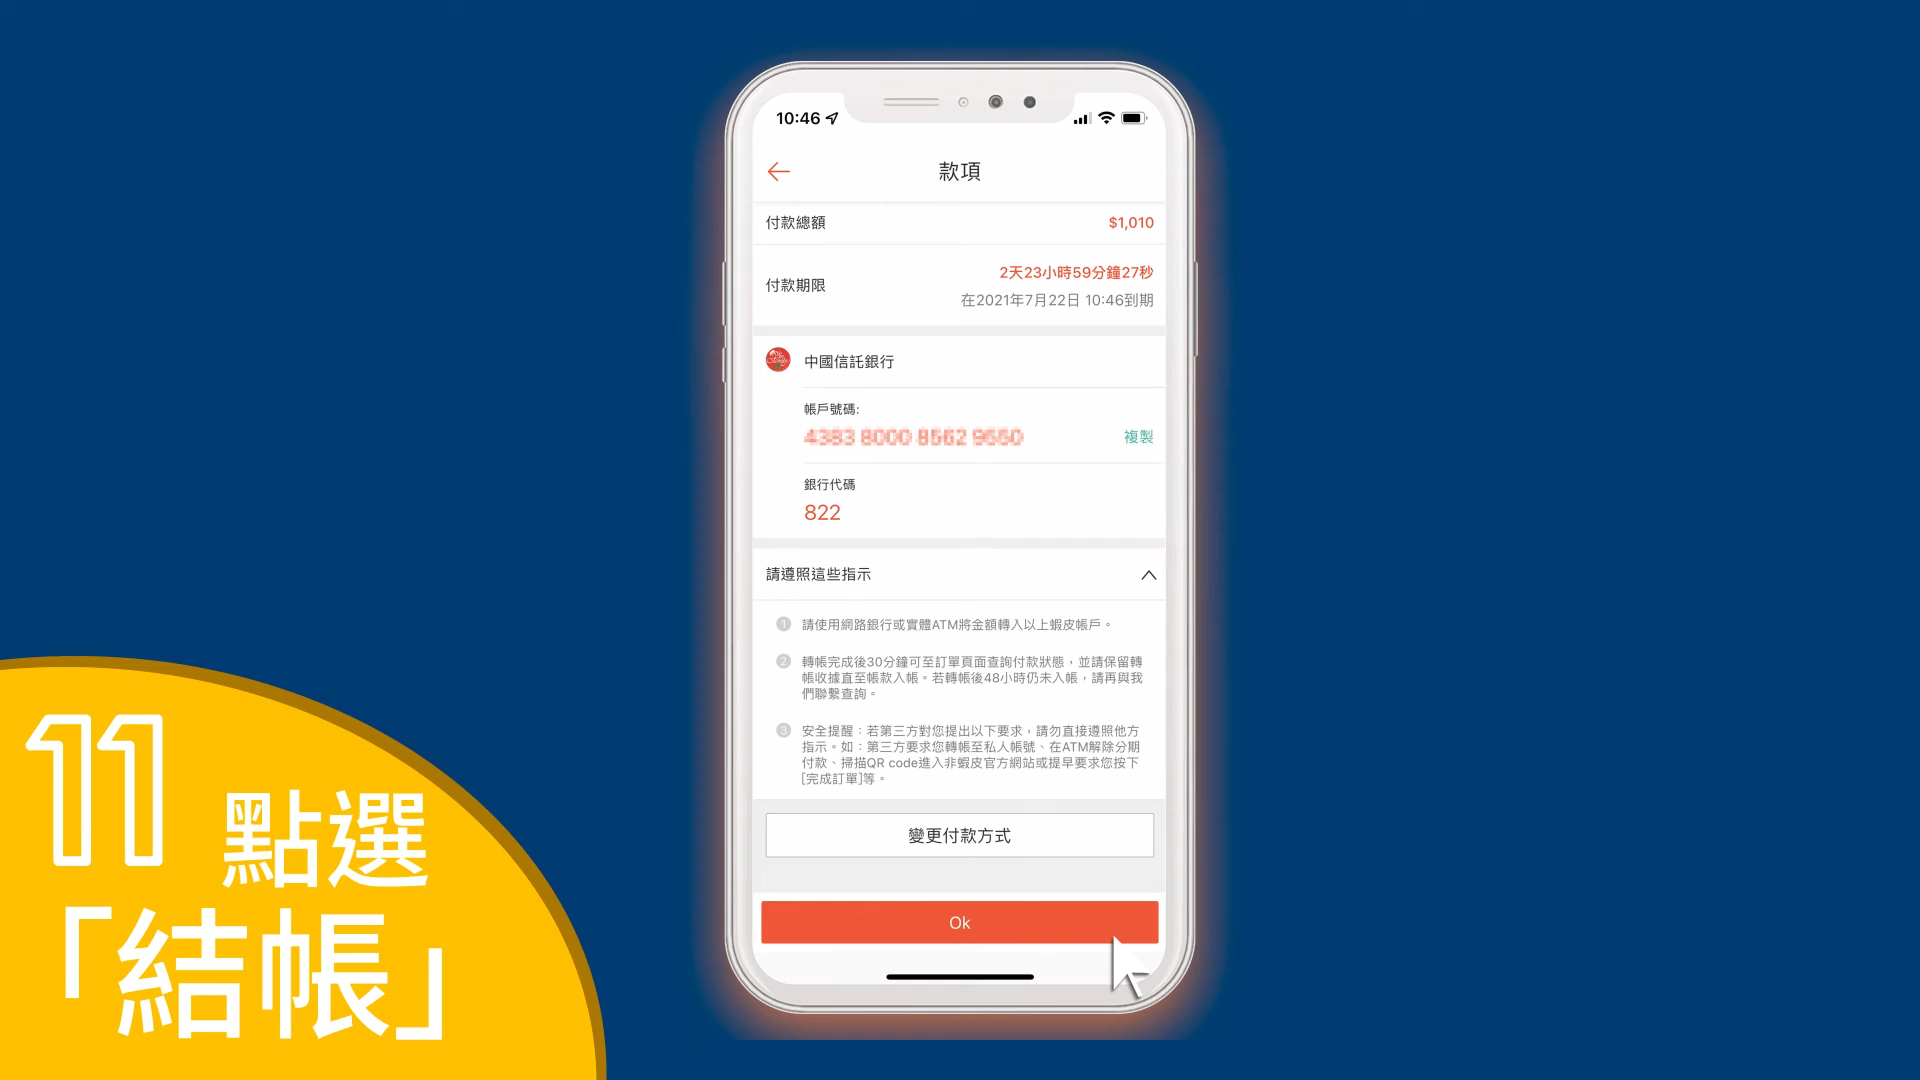 10:46
款項
付款總額
$1,010
付款期限
2天23小時59分鐘27秒
在2021年7月22日 10:46到期
中國信託銀行
帳戶號碼:
複製
銀行代碼
822
請遵照這些指示
1 請使用網路銀行或實體ATM將金額轉入以上蝦皮帳戶。
2 轉帳完成後30分鐘可至訂單頁面查詢付款狀態，並請保留轉
帳收據直至帳款入帳。若轉帳後48小時仍未入帳，請再與我
們聯繫查詢。
3 安全提醒：若第三方對您提出以下要求，請勿直接遵照他方
指示。如：第三方要求您轉帳至私人帳號、在ATM解除分期
付款、掃描QR code進入非蝦皮官方網站或提早要求您按下
[完成訂單]等。
變更付款方式
Ok
11 點選
「結帳」